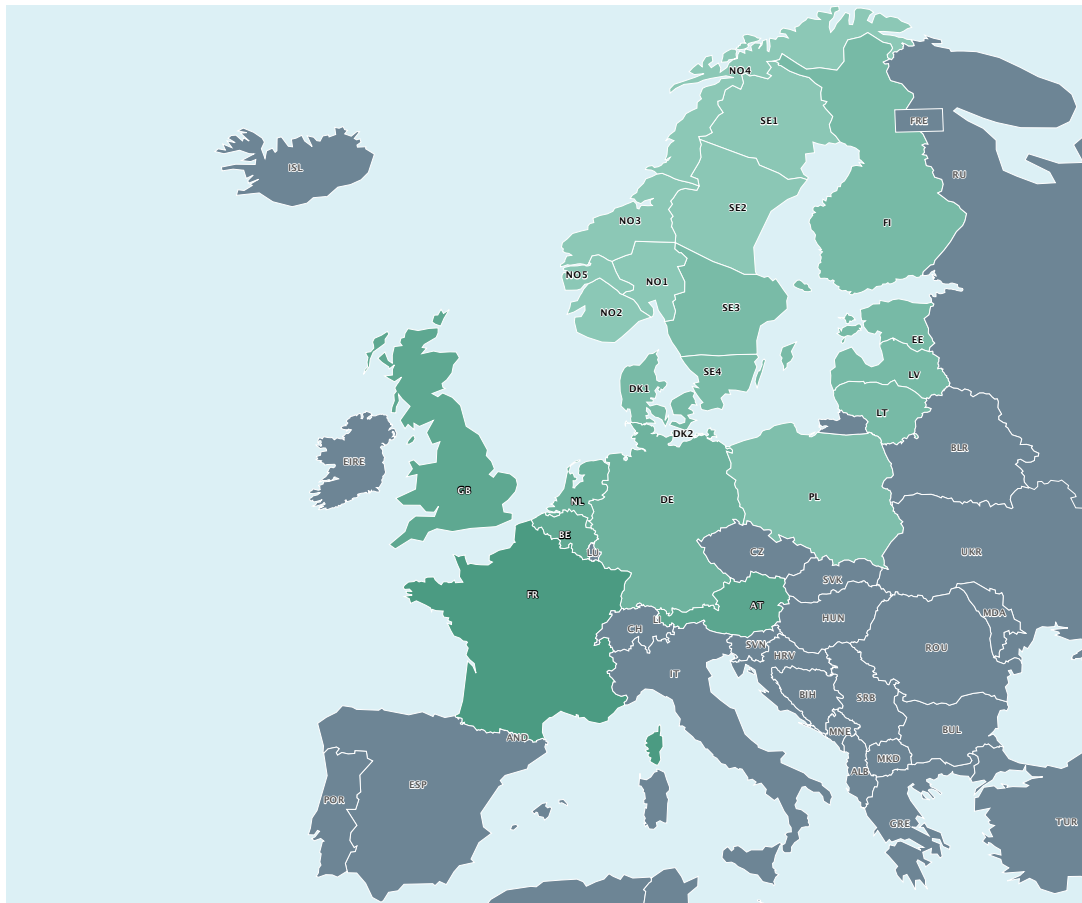 NO4
SE1
FRE
ISL
RU
SE2
NO3
FI
NO5
NO1
NO2
SE3
EE
SE4
LV
DK1
LT
DK2
BLR
EIRE
GB
NL
DE
PL
BE
LU
CZ
UKR
SVK
FR
AT
MDA
LI
HUN
CH
SVN
HRV
ROU
IT
BIH
SRB
MNE
BUL
AND
MKD
ALB
ESP
POR
GRE
TUR